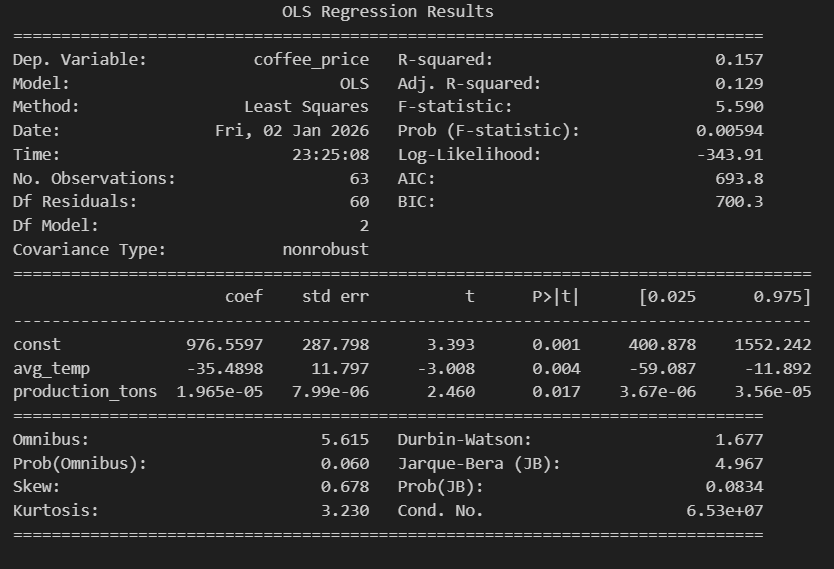 OLS Regression Results
==============================================================================
Dep. Variable: coffee_price R-squared: 0.157
Model: OLS Adj. R-squared: 0.129
Method: Least Squares F-statistic: 5.590
Date: Fri, 02 Jan 2026 Prob (F-statistic): 0.00594
Time: 23:25:08 Log-Likelihood: -343.91
No. Observations: 63 AIC: 693.8
Df Residuals: 60 BIC: 700.3
Df Model: 2
Covariance Type: nonrobust
===================================================================================
coef std err t P>|t| [0.025 0.975]
-----------------------------------------------------------------------------------
const 976.5597 287.798 3.393 0.001 400.878 1552.242
avg_temp -35.4898 11.797 -3.008 0.004 -59.087 -11.892
production_tons 1.965e-05 7.99e-06 2.460 0.017 3.67e-06 3.56e-05
==============================================================================
Omnibus: 5.615 Durbin-Watson: 1.677
Prob(Omnibus): 0.060 Jarque-Bera (JB): 4.967
Skew: 0.678 Prob(JB): 0.0834
Kurtosis: 3.230 Cond. No. 6.53e+07
==============================================================================